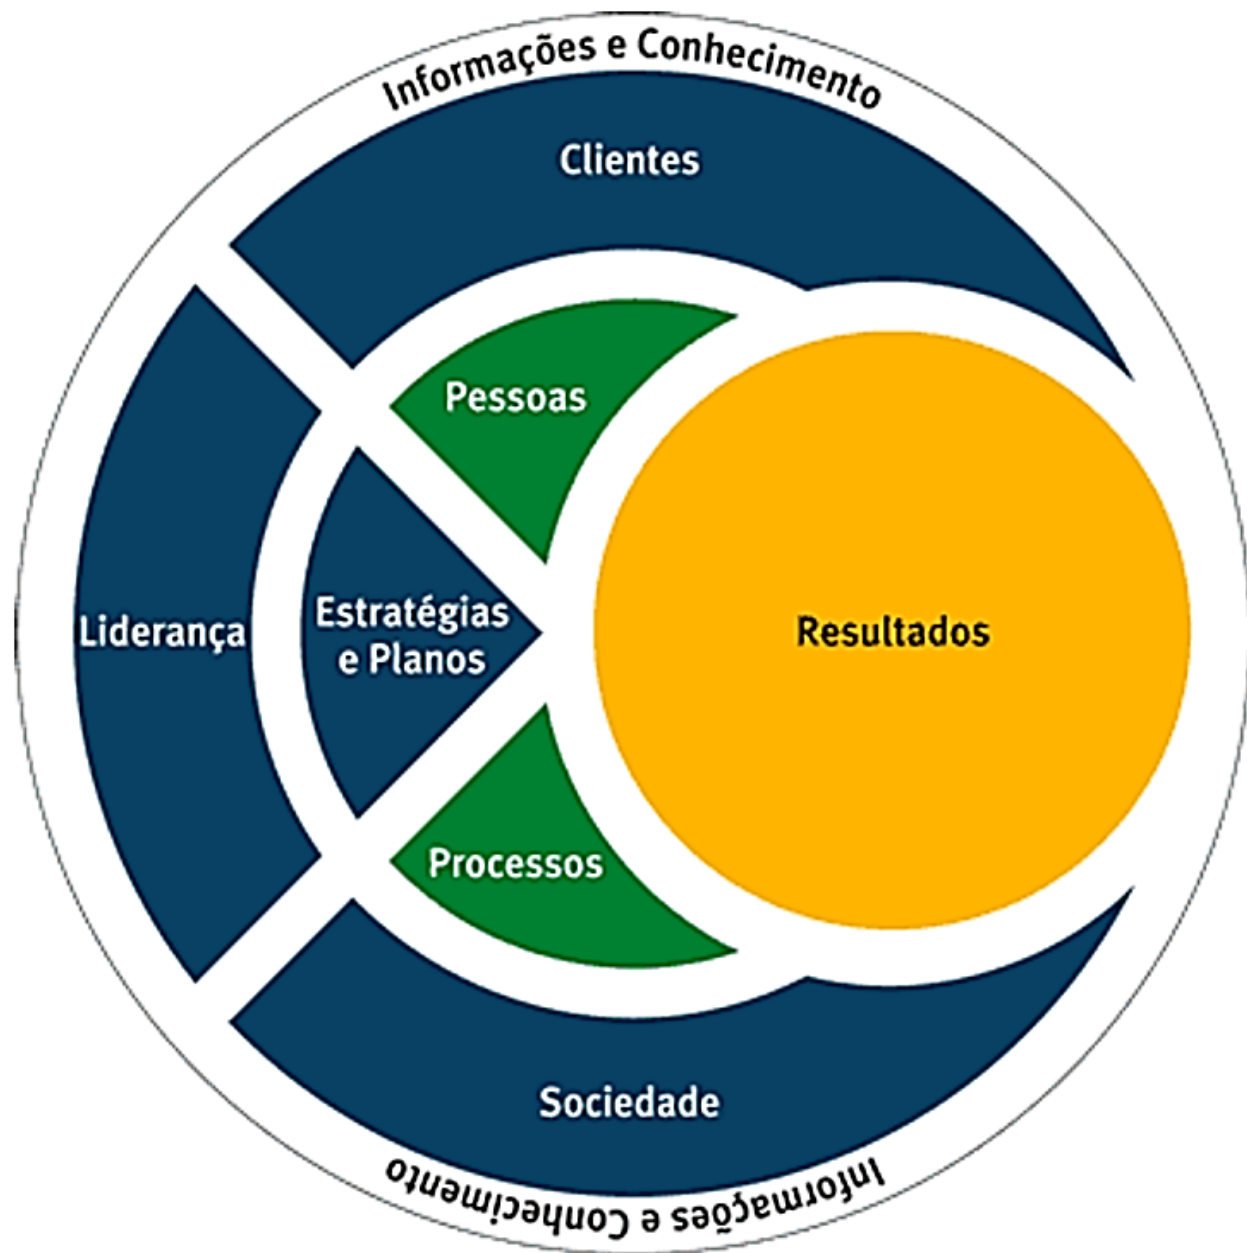 Informações e Conhecimento
Clientes
Pessoas
Liderança
Estratégias
e Planos
Resultados
Processos
Sociedade
Informações e Conhecimento